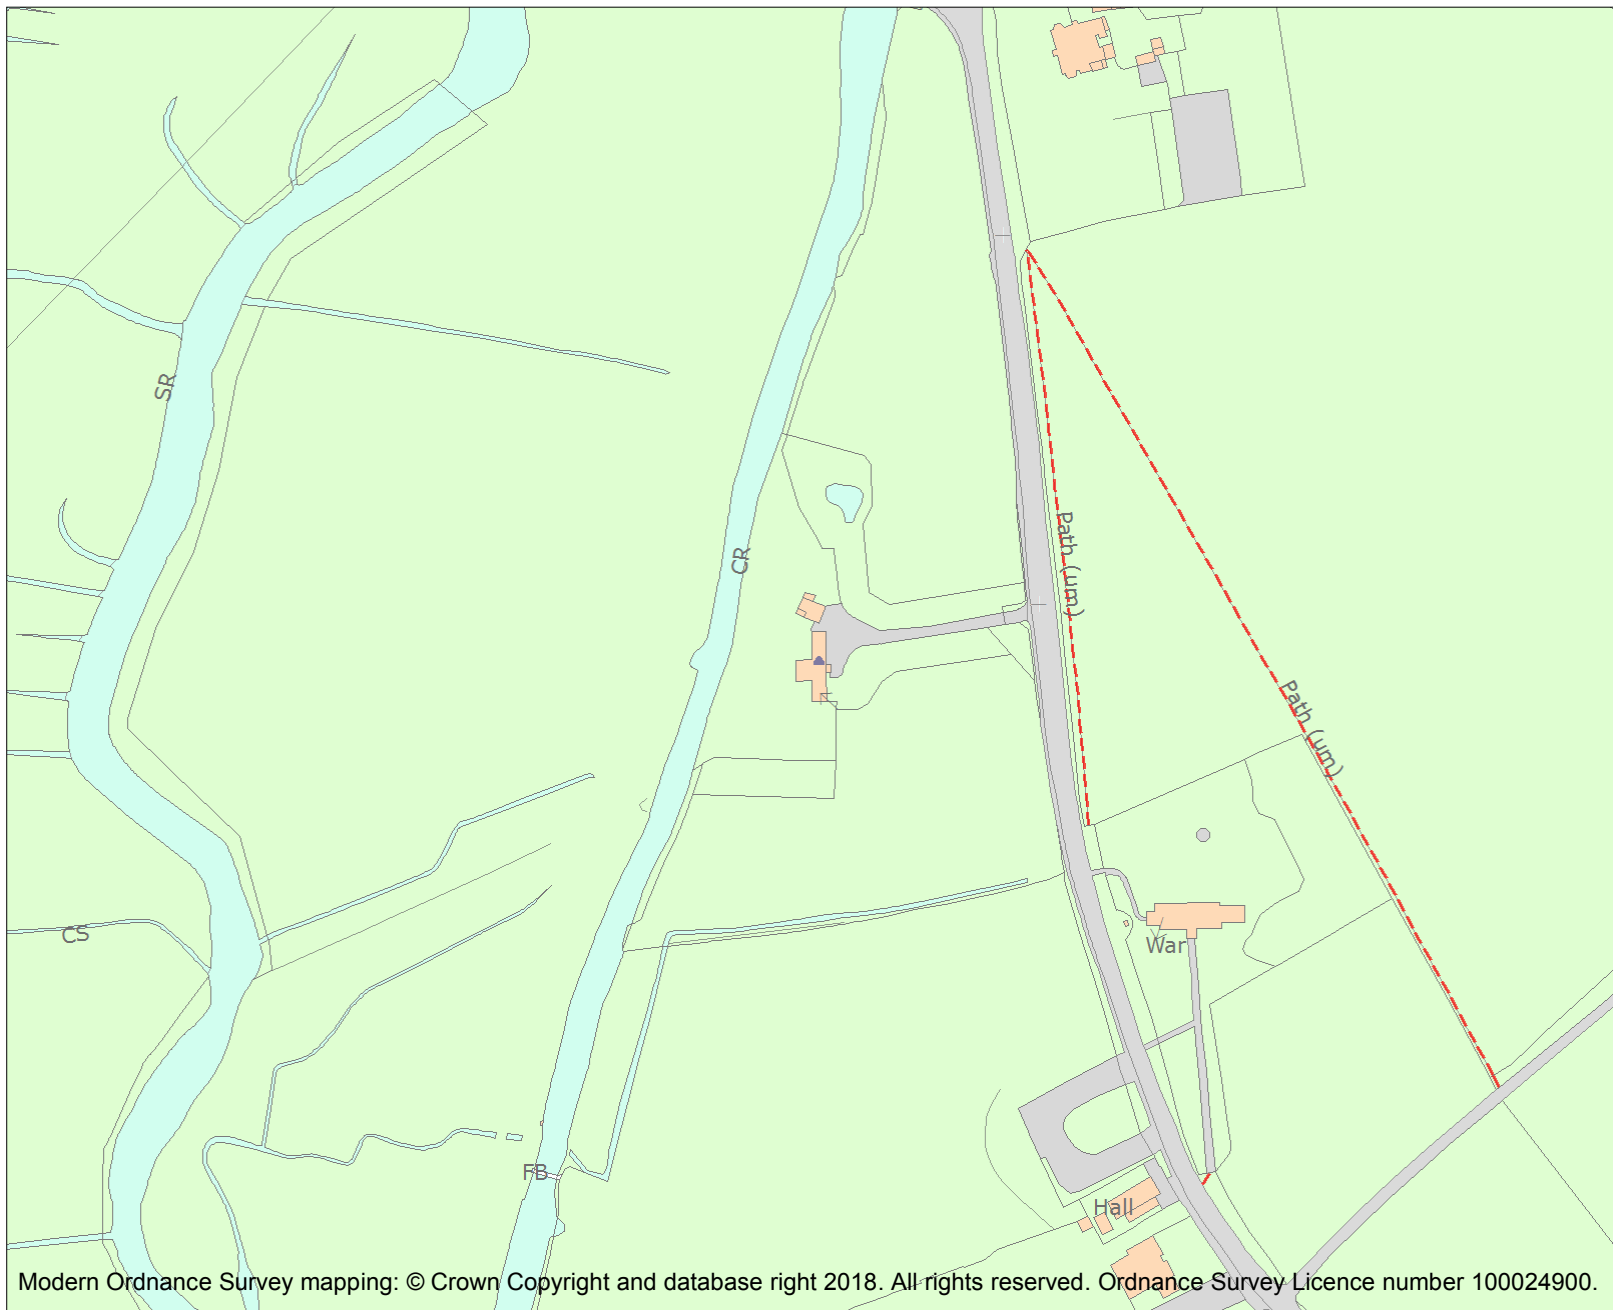 SR
Path (um)
CR
Path (um)
CS
War
FB
Hall
Modern Ordnance Survey mapping: © Crown Copyright and database right 2018. All rights reserved. Ordnance Survey Licence number 100024900.